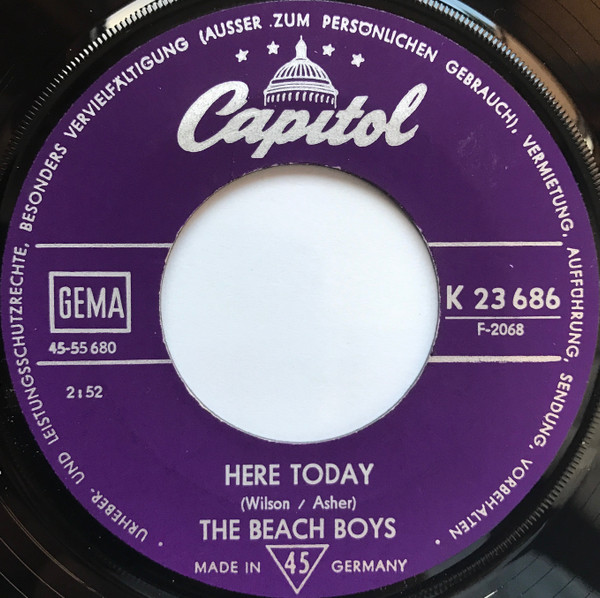 URHEBER- UND LEISTUNGSSCHUTZRECHTE, BESONDERS VERVIELFÄLTIGUNG (AUSSER ZUM PERSÖNLICHEN GEBRAUCH), VERMIETUNG, AUFFÜHRUNG, SENDUNG, VORBEHALTEN •
Capitol
GEMA
45-55 680
2:52
K 23 686
F-2068
HERE TODAY
(Wilson / Asher)
THE BEACH BOYS
MADE IN 45 GERMANY